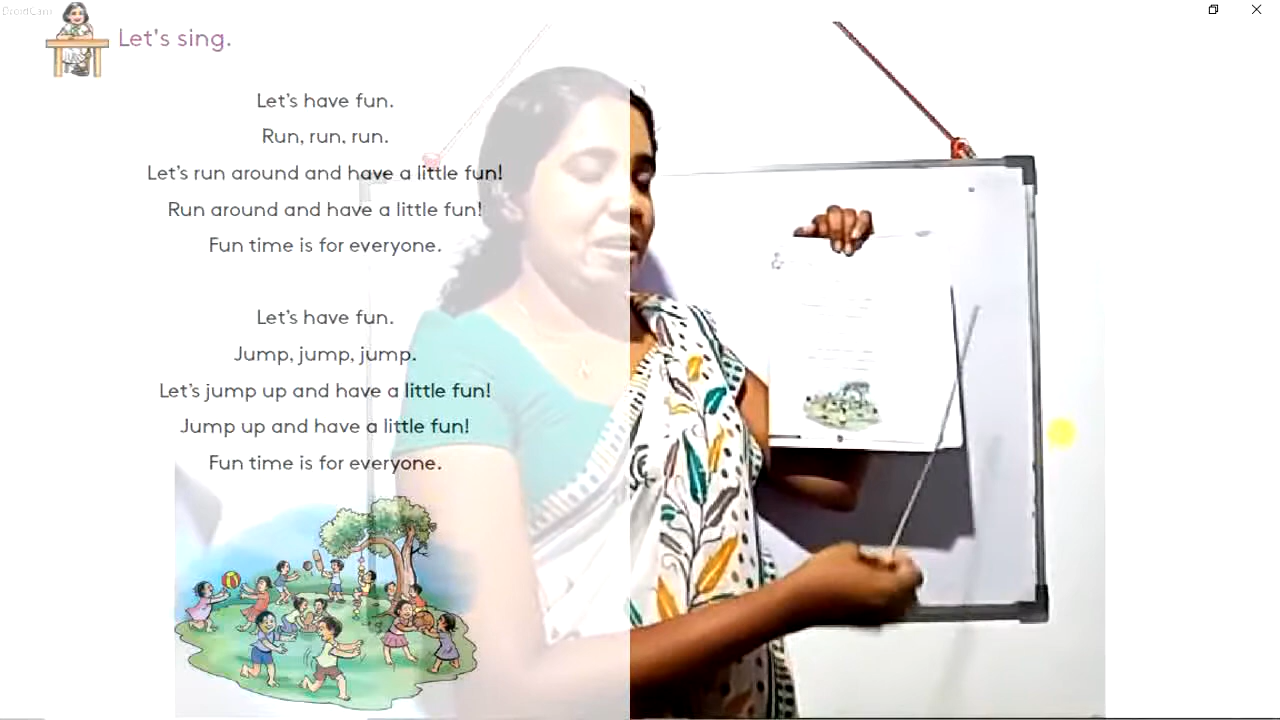 DroidCam
Let's sing.
Let's have fun.
Run, run, run.
Let's run around and have a little fun!
Run around and have a little fun!
Fun time is for everyone.
Let's have fun.
Jump, jump, jump.
Let's jump up and have a little fun!
Jump up and have a little fun!
Fun time is for everyone.